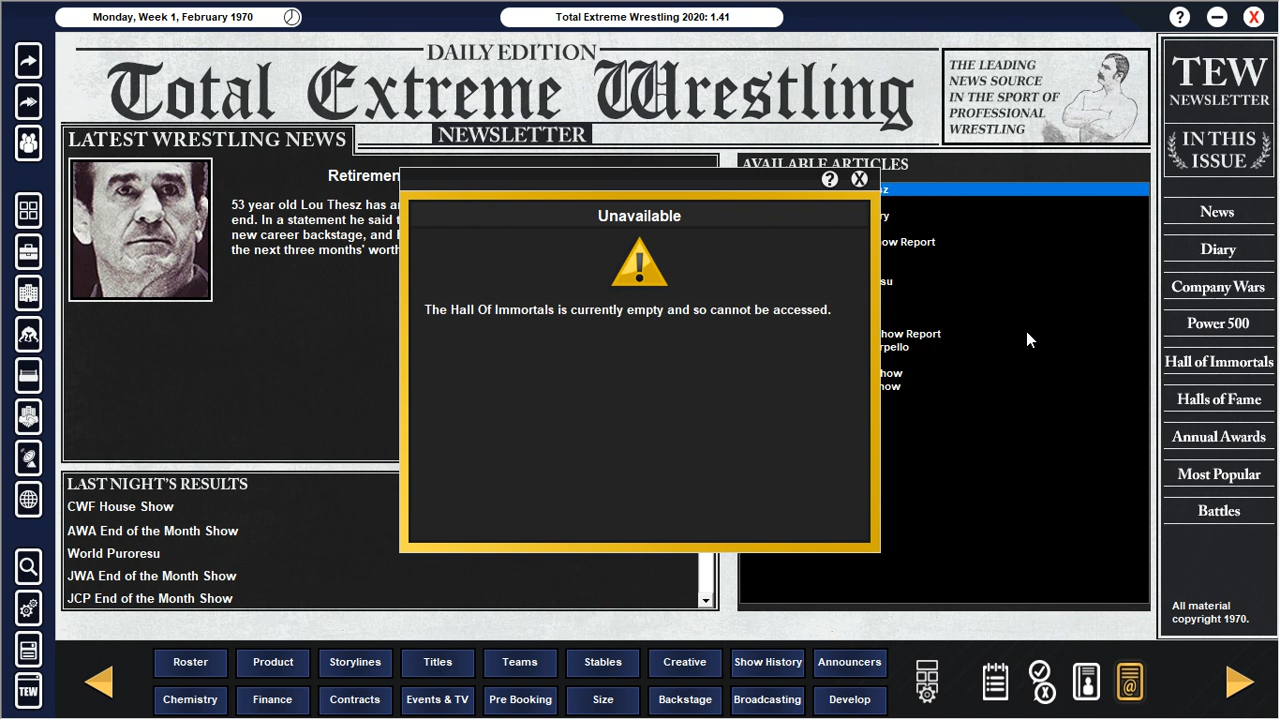 Monday, Week 1, February 1970
Total Extreme Wrestling 2020: 1.41
?
X
DAILY EDITION
Total Extreme Wrestling
NEWSLETTER
THE LEADING
NEWS SOURCE
IN THE SPORT OF
PROFESSIONAL
WRESTLING
TEW
NEWSLETTER
IN THIS
ISSUE
News
Diary
Company Wars
Power 500
Hall of Immortals
Halls of Fame
Annual Awards
Most Popular
Battles
All material
copyright 1970.
LATEST WRESTLING NEWS
Retiremen
53 year old Lou Thesz has a
end. In a statement he said t
new career backstage, and
the next three months' worth
AVAILABLE ARTICLES
sz
ry
ow Report
su
how Report
rpello
how
how
? X
Unavailable
The Hall Of Immortals is currently empty and so cannot be accessed.
LAST NIGHT'S RESULTS
CWF House Show
AWA End of the Month Show
World Puroresu
JWA End of the Month Show
JCP End of the Month Show
TEW
Roster
Product
Storylines
Titles
Teams
Stables
Creative
Show History
Announcers
Chemistry
Finance
Contracts
Events & TV
Pre Booking
Size
Backstage
Broadcasting
Develop